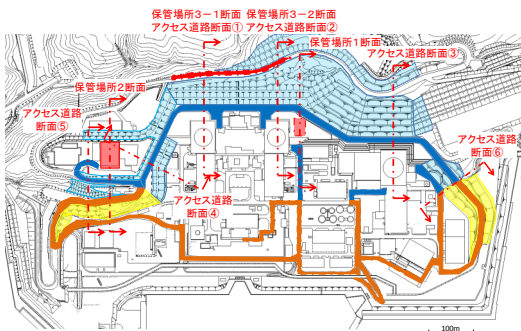 保管場所3－1断面
アクセス道路断面①
保管場所3－2断面
アクセス道路断面②
保管場所1断面
アクセス道路断面③
保管場所2断面
アクセス道路
断面⑤
アクセス道路
断面⑥
アクセス道路
断面④
100m